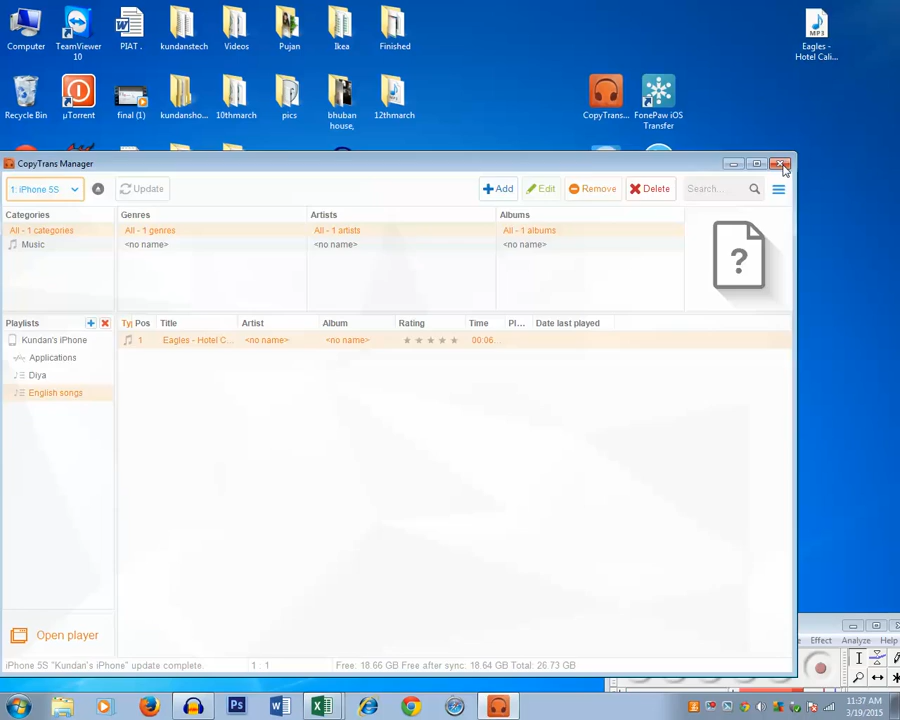 Computer
TeamViewer
10
PIAT .
kundanstech
Videos
Pujan
Ikea
Finished
MP3
Eagles -
Hotel Cali...
Recycle Bin
µTorrent
final (1)
kundansho...
10thmarch
pics
bhuban
house,
12thmarch
CopyTrans...
FonePaw iOS
Transfer
CopyTrans Manager
1: iPhone 5S
Update
Add
Edit
Remove
Delete
Search...
Categories
Genres
Artists
Albums
All - 1 categories
All - 1 genres
All - 1 artists
All - 1 albums
Music
<no name>
<no name>
<no name>
?
Playlists
Pos
Title
Artist
Album
Rating
Time
Pl...
Date last played
Kundan's iPhone
1
Eagles - Hotel C...
<no name>
<no name>
00:06...
Applications
Diya
English songs
Open player
iPhone 5S "Kundan's iPhone" update complete.
1 : 1
Free: 18.66 GB Free after sync: 18.64 GB Total: 26.73 GB
Effect
Analyze
Help
Ps
11:37 AM
3/19/2015